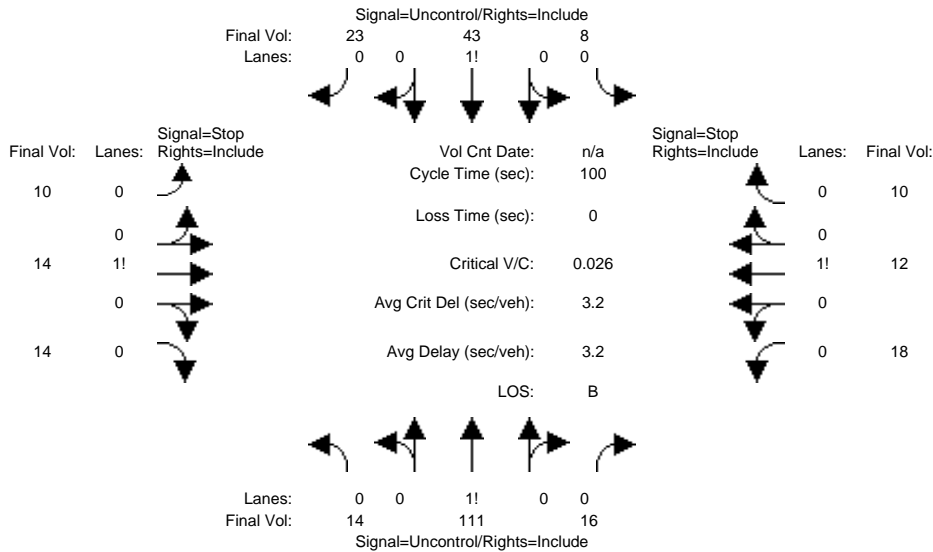 Signal=Uncontrol/Rights=Include
Final Vol: 23 43 8
Lanes: 0 0 1! 0 0
Signal=Stop Signal=Stop
Final Vol: Lanes: Rights=Include Vol Cnt Date: n/a Rights=Include Lanes: Final Vol:
Cycle Time (sec): 100
10 0 0 10
Loss Time (sec): 0
0 0
14 1! Critical V/C: 0.026 1! 12
0 Avg Crit Del (sec/veh): 3.2 0
14 0 Avg Delay (sec/veh): 3.2 0 18
LOS: B
Lanes: 0 0 1! 0 0
Final Vol: 14 111 16
Signal=Uncontrol/Rights=Include